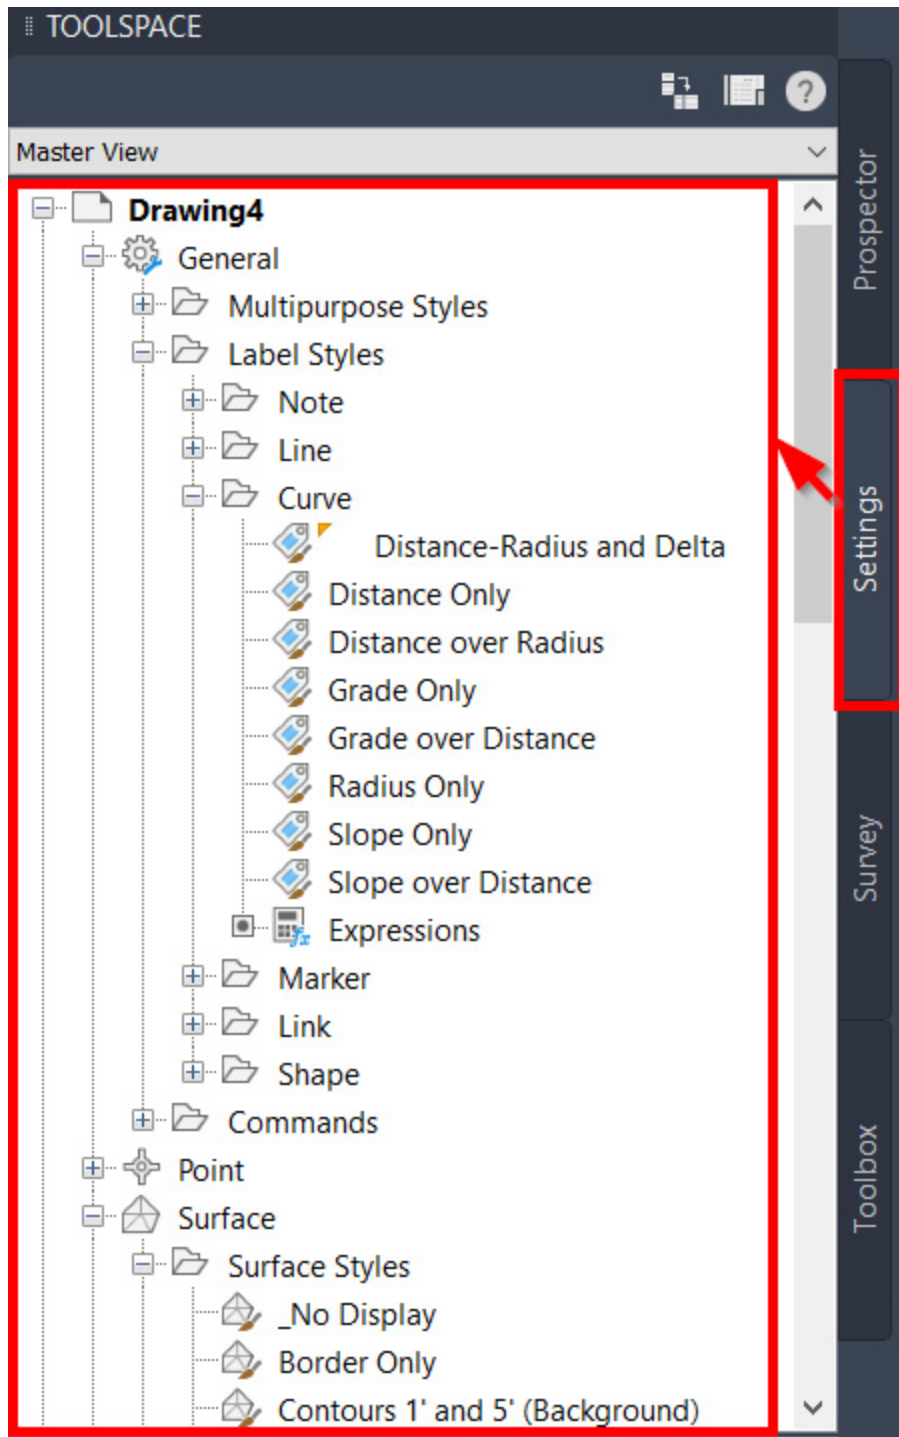 TOOLSPACE
?
Master View
Drawing4
General
Multipurpose Styles
Label Styles
Note
Line
Curve
Distance-Radius and Delta
Distance Only
Distance over Radius
Grade Only
Grade over Distance
Radius Only
Slope Only
Slope over Distance
Expressions
Marker
Link
Shape
Commands
Point
Surface
Surface Styles
_No Display
Border Only
Contours 1' and 5' (Background)
Prospector
Settings
Survey
Toolbox